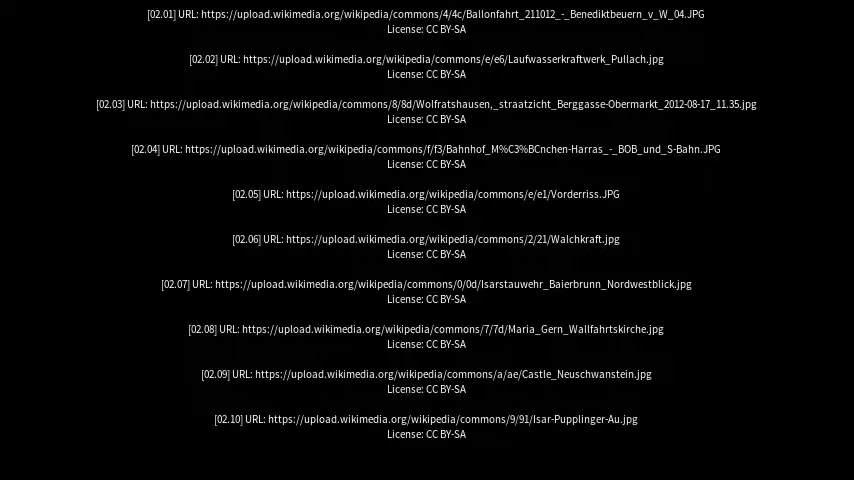 [02.01] URL: https://upload.wikimedia.org/wikipedia/commons/4/4c/Ballonfahrt_211012_-_Benediktbeuern_v_W_04.JPG
License: CC BY-SA
[02.02] URL: https://upload.wikimedia.org/wikipedia/commons/e/e6/Laufwasserkraftwerk_Pullach.jpg
License: CC BY-SA
[02.03] URL: https://upload.wikimedia.org/wikipedia/commons/8/8d/Wolfratshausen,_straatzicht_Berggasse-Obermarkt_2012-08-17_11.35.jpg
License: CC BY-SA
[02.04] URL: https://upload.wikimedia.org/wikipedia/commons/f/f3/Bahnhof_M%C3%BCnchen-Harras_-_BOB_und_S-Bahn.JPG
License: CC BY-SA
[02.05] URL: https://upload.wikimedia.org/wikipedia/commons/e/e1/Vorderriss.JPG
License: CC BY-SA
[02.06] URL: https://upload.wikimedia.org/wikipedia/commons/2/21/Walchkraft.jpg
License: CC BY-SA
[02.07] URL: https://upload.wikimedia.org/wikipedia/commons/0/0d/Isarstauwehr_Baierbrunn_Nordwestblick.jpg
License: CC BY-SA
[02.08] URL: https://upload.wikimedia.org/wikipedia/commons/7/7d/Maria_Gern_Wallfahrtskirche.jpg
License: CC BY-SA
[02.09] URL: https://upload.wikimedia.org/wikipedia/commons/a/ae/Castle_Neuschwanstein.jpg
License: CC BY-SA
[02.10] URL: https://upload.wikimedia.org/wikipedia/commons/9/91/Isar-Pupplinger-Au.jpg
License: CC BY-SA